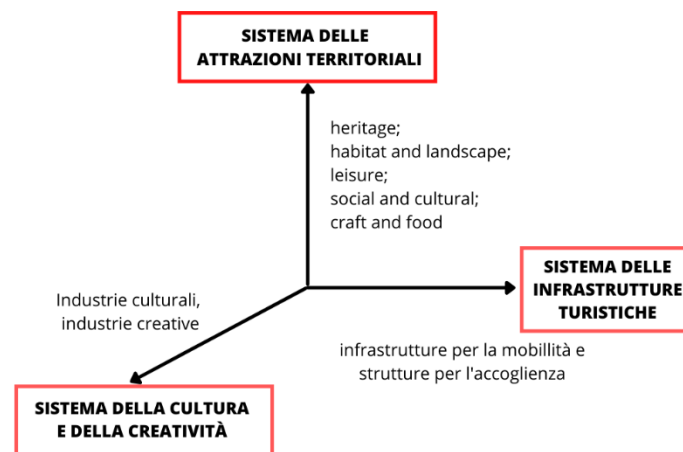 SISTEMA DELLE
ATTRAZIONI TERRITORIALI
heritage;
habitat and landscape;
leisure;
social and cultural;
craft and food
SISTEMA DELLE
INFRASTRUTTURE
TURISTICHE
Industrie culturali,
industrie creative
infrastrutture per la mobillità e
strutture per l'accoglienza
SISTEMA DELLA CULTURA
E DELLA CREATIVITÀ